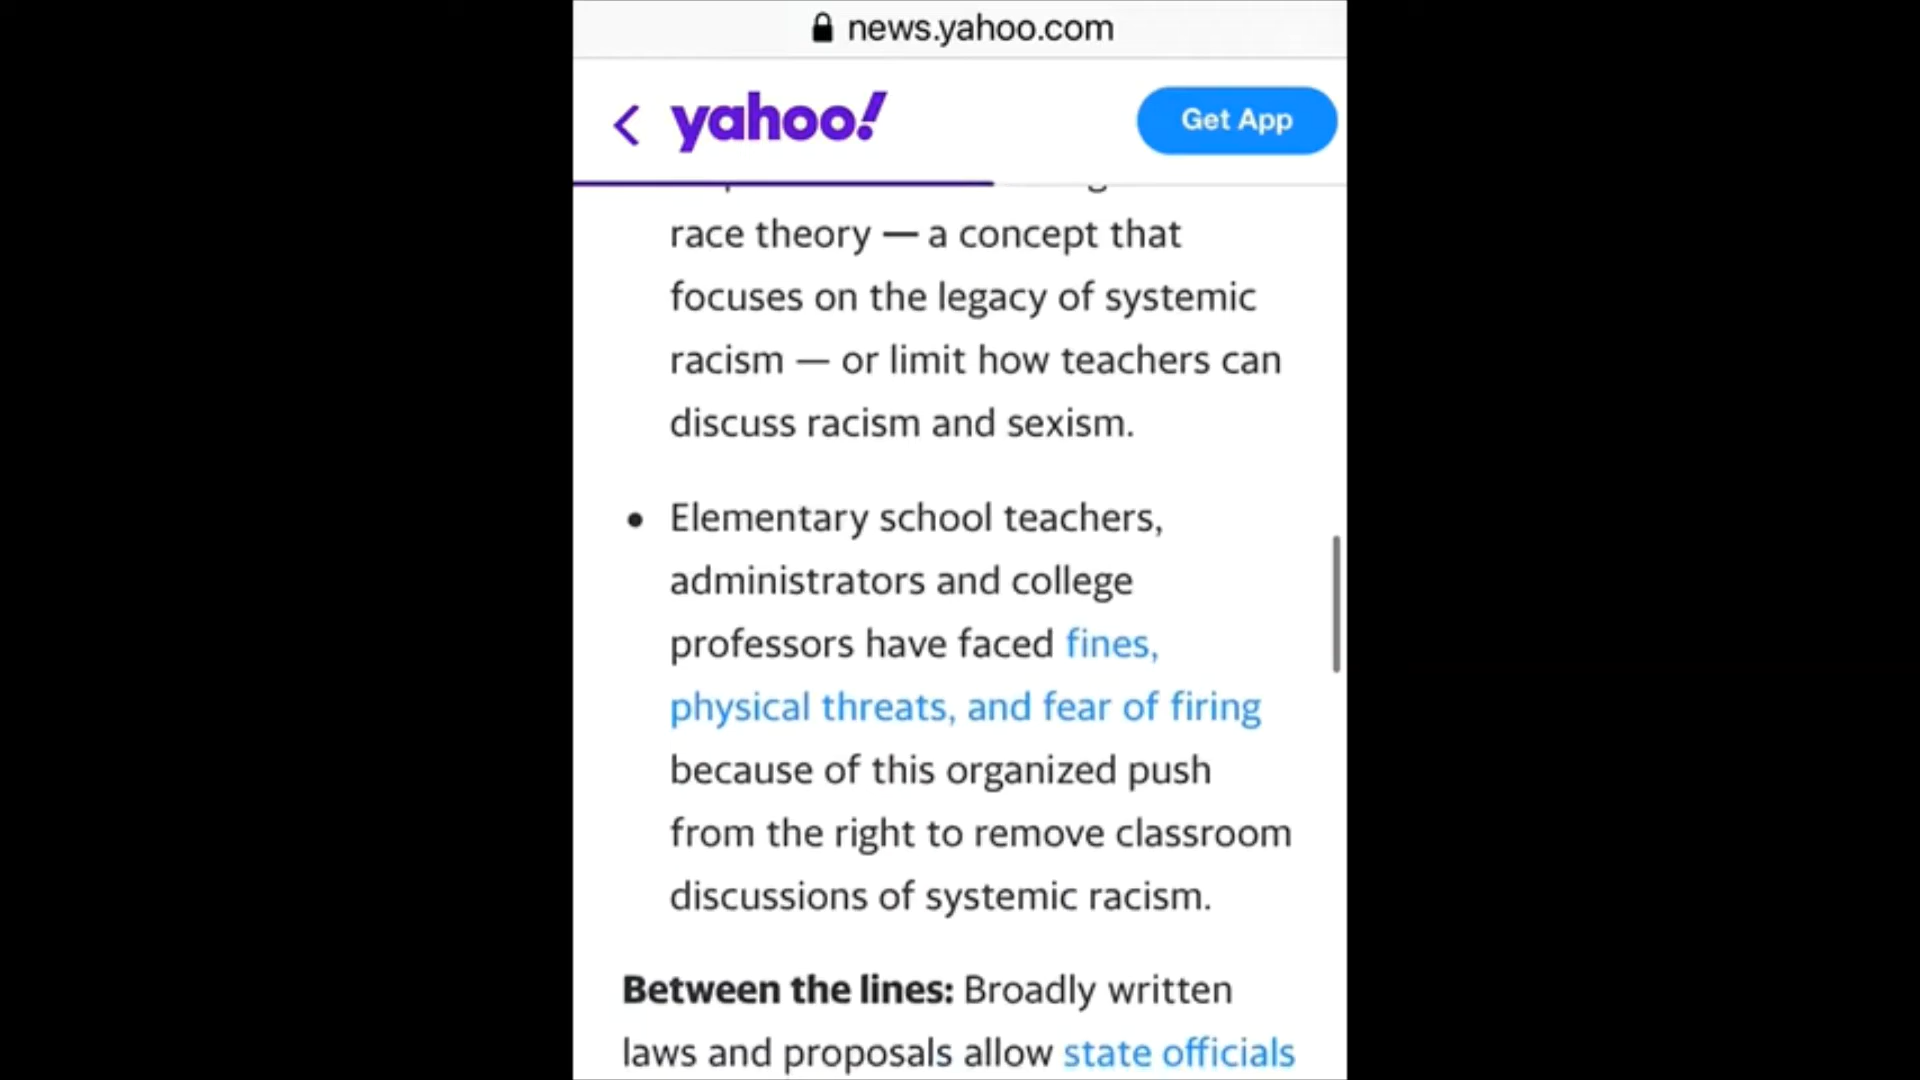 news.yahoo.com
yahoo!
Get App
race theory — a concept that
focuses on the legacy of systemic
racism — or limit how teachers can
discuss racism and sexism.
• Elementary school teachers,
administrators and college
professors have faced fines,
physical threats, and fear of firing
because of this organized push
from the right to remove classroom
discussions of systemic racism.
Between the lines: Broadly written
laws and proposals allow state officials